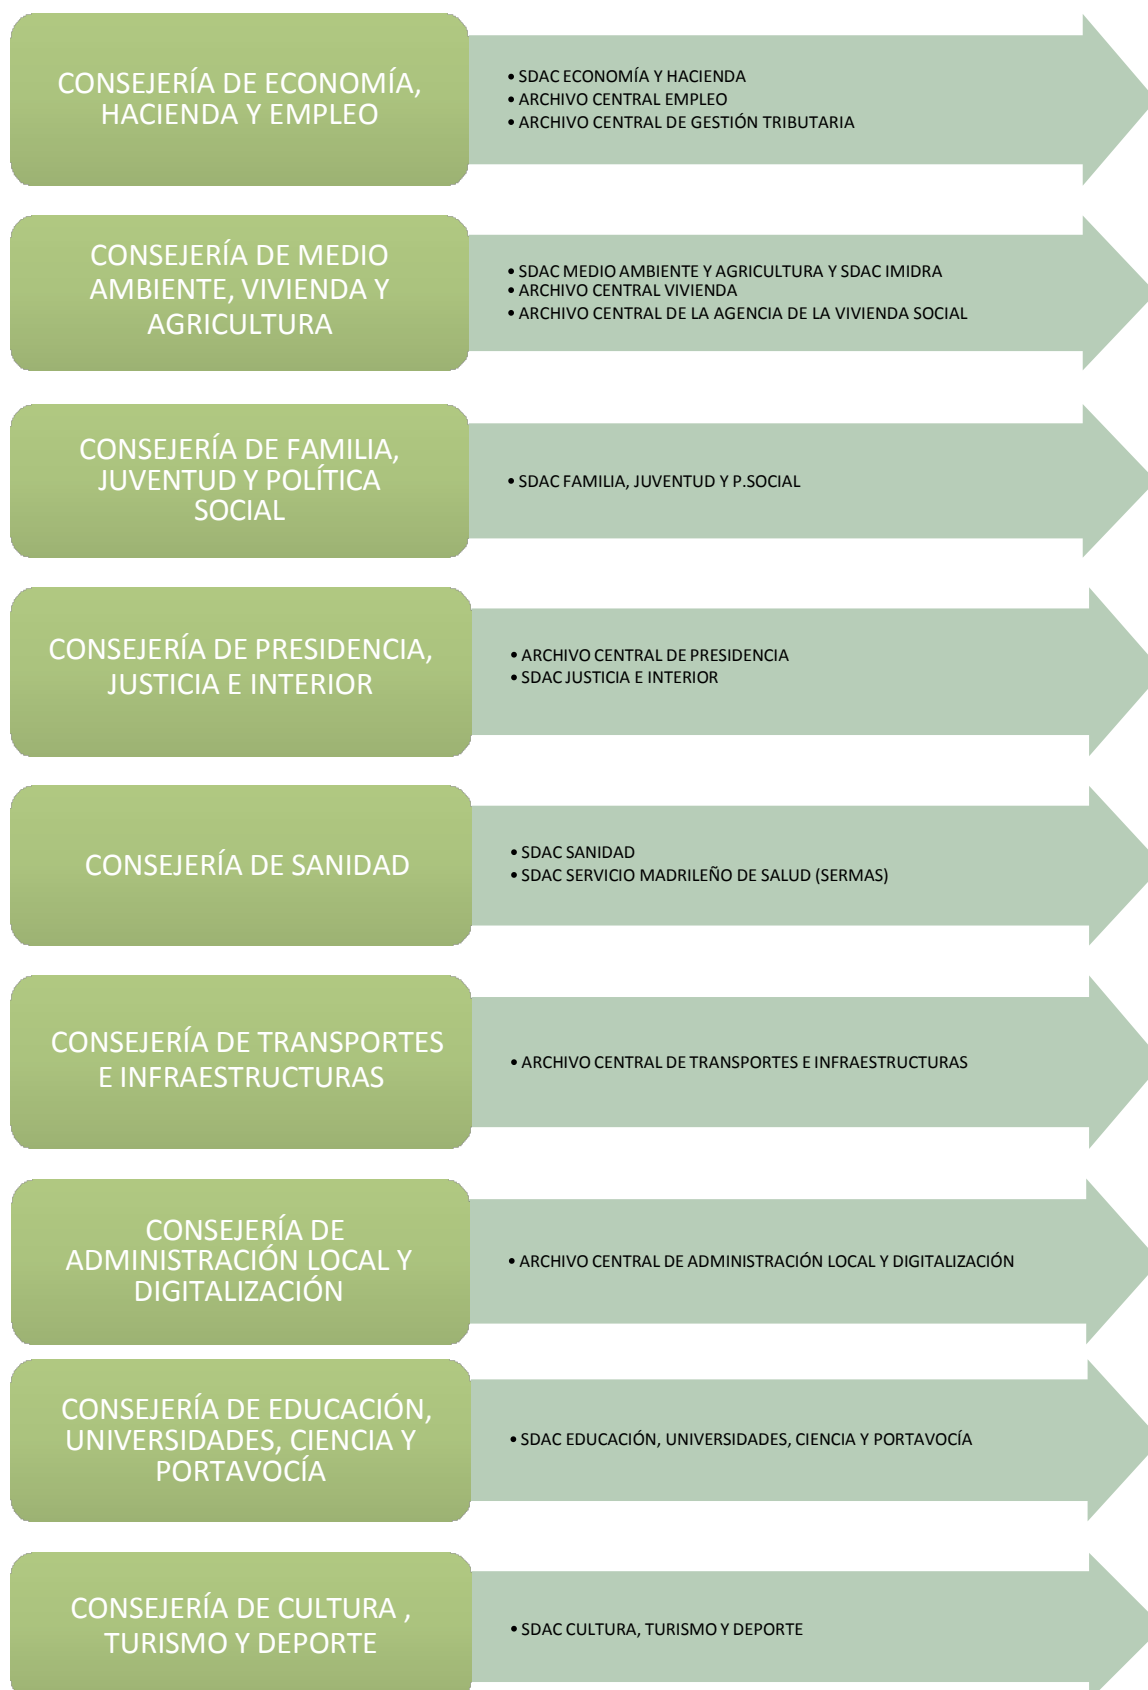 CONSEJERÍA DE ECONOMÍA,
HACIENDA Y EMPLEO
• SDAC ECONOMÍA Y HACIENDA
• ARCHIVO CENTRAL EMPLEO
• ARCHIVO CENTRAL DE GESTIÓN TRIBUTARIA
CONSEJERÍA DE MEDIO
AMBIENTE, VIVIENDA Y
AGRICULTURA
• SDAC MEDIO AMBIENTE Y AGRICULTURA Y SDAC IMIDRA
• ARCHIVO CENTRAL VIVIENDA
• ARCHIVO CENTRAL DE LA AGENCIA DE LA VIVIENDA SOCIAL
CONSEJERÍA DE FAMILIA,
JUVENTUD Y POLÍTICA
SOCIAL
• SDAC FAMILIA, JUVENTUD Y P.SOCIAL
CONSEJERÍA DE PRESIDENCIA,
JUSTICIA E INTERIOR
• ARCHIVO CENTRAL DE PRESIDENCIA
• SDAC JUSTICIA E INTERIOR
CONSEJERÍA DE SANIDAD
• SDAC SANIDAD
• SDAC SERVICIO MADRILEÑO DE SALUD (SERMAS)
CONSEJERÍA DE TRANSPORTES
E INFRAESTRUCTURAS
• ARCHIVO CENTRAL DE TRANSPORTES E INFRAESTRUCTURAS
CONSEJERÍA DE
ADMINISTRACIÓN LOCAL Y
DIGITALIZACIÓN
• ARCHIVO CENTRAL DE ADMINISTRACIÓN LOCAL Y DIGITALIZACIÓN
CONSEJERÍA DE EDUCACIÓN,
UNIVERSIDADES, CIENCIA Y
PORTAVOCÍA
• SDAC EDUCACIÓN, UNIVERSIDADES, CIENCIA Y PORTAVOCÍA
CONSEJERÍA DE CULTURA ,
TURISMO Y DEPORTE
• SDAC CULTURA, TURISMO Y DEPORTE